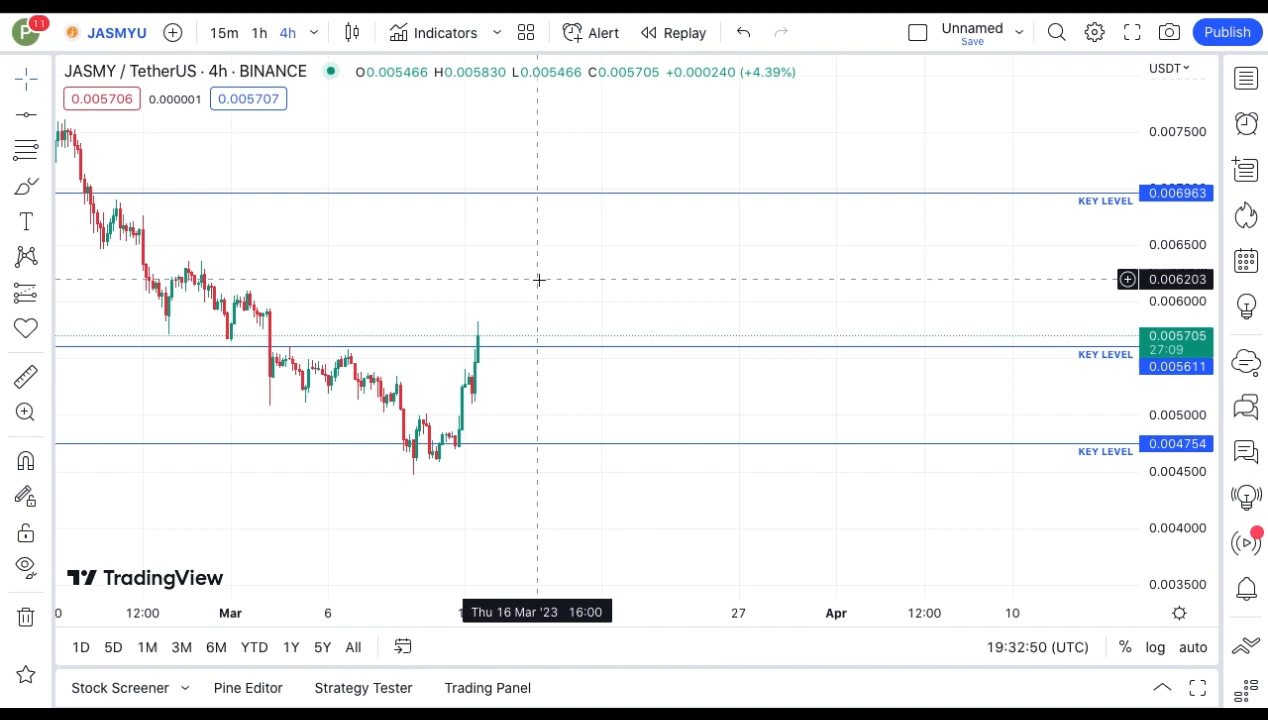 P 11 JASMYU 15m 1h 4h Indicators Alert Replay Unnamed Save Publish
JASMY / TetherUS · 4h · BINANCE O0.005466 H0.005830 L0.005466 C0.005705 +0.000240 (+4.39%) USDT
0.005706 0.000001 0.005707
0.007500
0.006963
KEY LEVEL
0.006500
0.006203
0.006000
0.005705
27:09
KEY LEVEL
0.005611
0.005000
0.004754
KEY LEVEL
0.004500
0.004000
TradingView
0.003500
0 12:00 Mar 6 Thu 16 Mar '23 16:00 27 Apr 12:00 10
1D 5D 1M 3M 6M YTD 1Y 5Y All 19:32:50 (UTC) % log auto
Stock Screener Pine Editor Strategy Tester Trading Panel